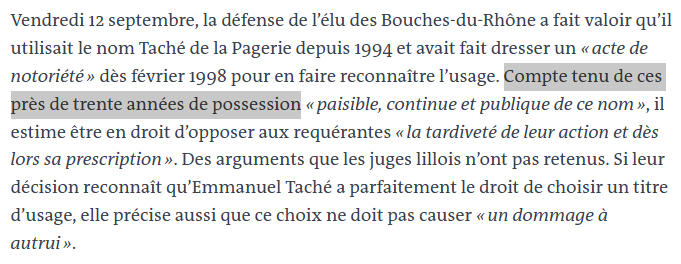 Vendredi 12 septembre, la défense de l’élu des Bouches-du-Rhône a fait valoir qu’il
utilisait le nom Taché de la Pagerie depuis 1994 et avait fait dresser un « acte de
notoriété » dès février 1998 pour en faire reconnaître l’usage. Compte tenu de ces
près de trente années de possession « paisible, continue et publique de ce nom », il
estime être en droit d’opposer aux requérantes « la tardiveté de leur action et dès
lors sa prescription ». Des arguments que les juges lillois n’ont pas retenus. Si leur
décision reconnaît qu’Emmanuel Taché a parfaitement le droit de choisir un titre
d’usage, elle précise aussi que ce choix ne doit pas causer « un dommage à
autrui ».